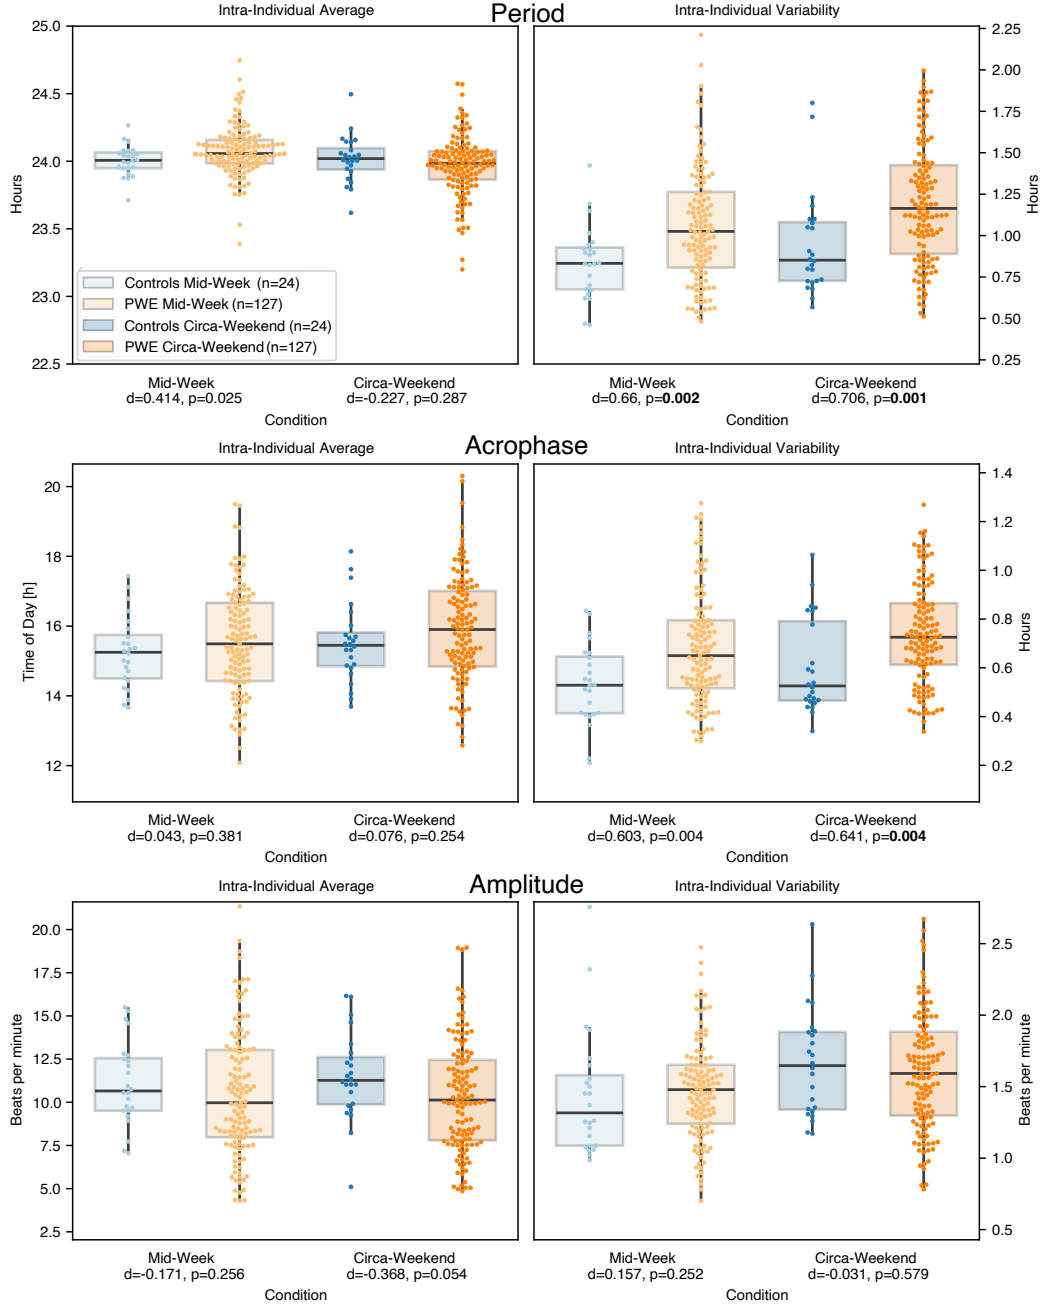 Period
Intra-Individual Average
Intra-Individual Variability
25.0
24.5
24.0
23.5
23.0
22.5
Hours
2.25
2.00
1.75
1.50
1.25
1.00
0.75
0.50
0.25
Hours
Controls Mid-Week (n=24)
PWE Mid-Week (n=127)
Controls Circa-Weekend (n=24)
PWE Circa-Weekend (n=127)
Mid-Week
d=0.414, p=0.025
Circa-Weekend
d=-0.227, p=0.287
Condition
Mid-Week
d=0.66, p=0.002
Circa-Weekend
d=0.706, p=0.001
Condition
Acrophase
Intra-Individual Average
Intra-Individual Variability
20
18
16
14
12
Time of Day [h]
1.4
1.2
1.0
0.8
0.6
0.4
0.2
Hours
Mid-Week
d=0.043, p=0.381
Circa-Weekend
d=0.076, p=0.254
Condition
Mid-Week
d=0.603, p=0.004
Circa-Weekend
d=0.641, p=0.004
Condition
Amplitude
Intra-Individual Average
Intra-Individual Variability
20.0
17.5
15.0
12.5
10.0
7.5
5.0
2.5
Beats per minute
2.5
2.0
1.5
1.0
0.5
Beats per minute
Mid-Week
d=-0.171, p=0.256
Circa-Weekend
d=-0.368, p=0.054
Condition
Mid-Week
d=0.157, p=0.252
Circa-Weekend
d=-0.031, p=0.579
Condition